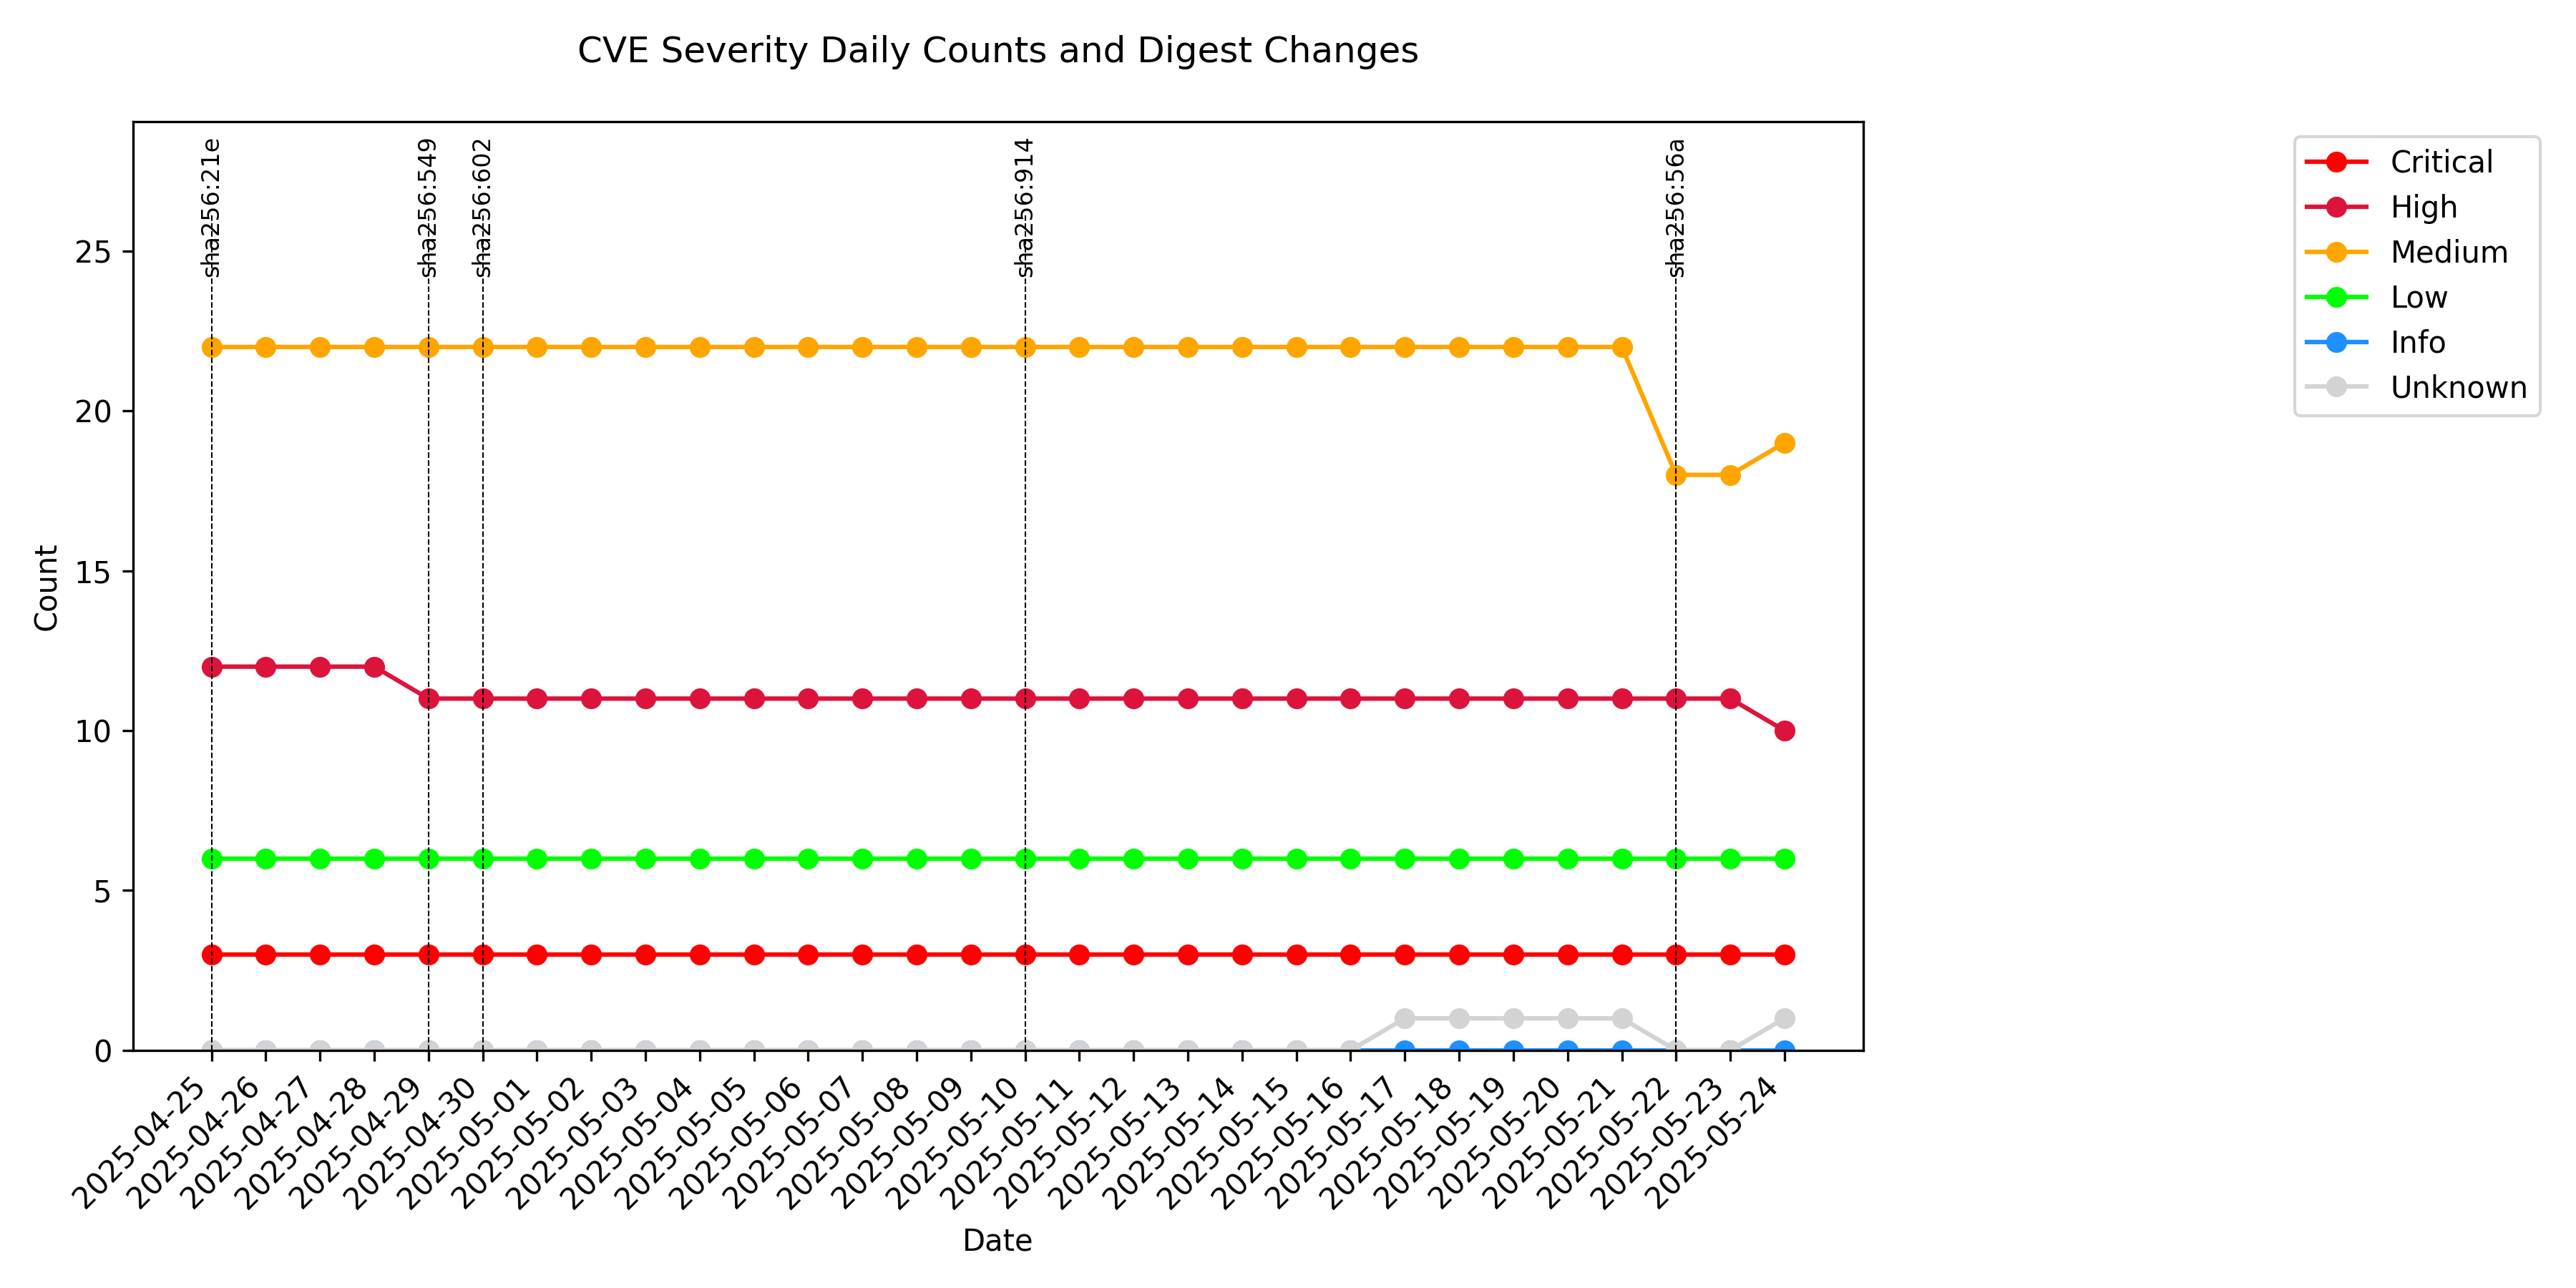 CVE Severity Daily Counts and Digest Changes
sha256:21e
sha256:549
sha256:602
sha256:914
sha256:56a
Critical
High
Medium
Low
Info
Unknown
Count
25
20
15
10
5
0
2025-04-25
2025-04-26
2025-04-27
2025-04-28
2025-04-29
2025-04-30
2025-05-01
2025-05-02
2025-05-03
2025-05-04
2025-05-05
2025-05-06
2025-05-07
2025-05-08
2025-05-09
2025-05-10
2025-05-11
2025-05-12
2025-05-13
2025-05-14
2025-05-15
2025-05-16
2025-05-17
2025-05-18
2025-05-19
2025-05-20
2025-05-21
2025-05-22
2025-05-23
2025-05-24
Date